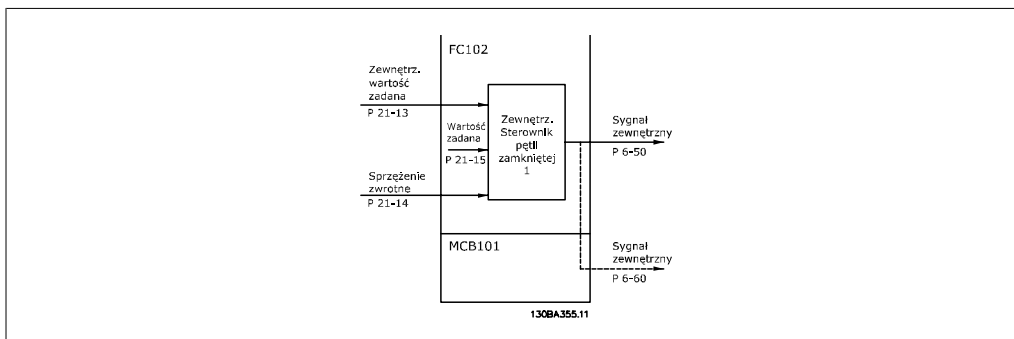 FC102
Zewnętrz.
wartość
zadana
P 21-13
Wartość
zadana
P 21-15
Sprzężenie
zwrotnę
P 21-14
Zewnętrz.
Sterownik
pętli
zamkniętej
1
Sygnał
zewnętrzny
P 6-50
MCB101
Sygnał
zewnętrzny
P 6-60
130BA355.11